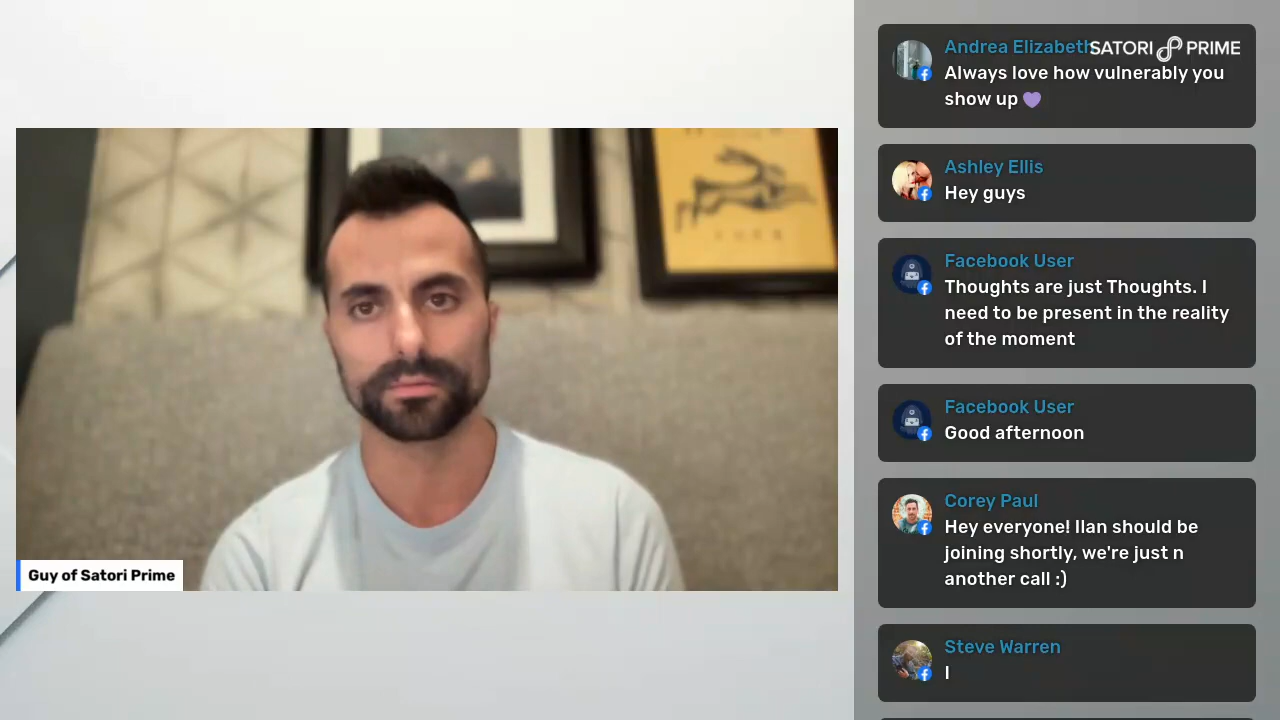 Guy of Satori Prime
SATORI PRIME
Andrea Elizabeth
Always love how vulnerably you
show up 💜
Ashley Ellis
Hey guys
Facebook User
Thoughts are just Thoughts. I
need to be present in the reality
of the moment
Facebook User
Good afternoon
Corey Paul
Hey everyone! Ilan should be
joining shortly, we're just n
another call :)
Steve Warren
I